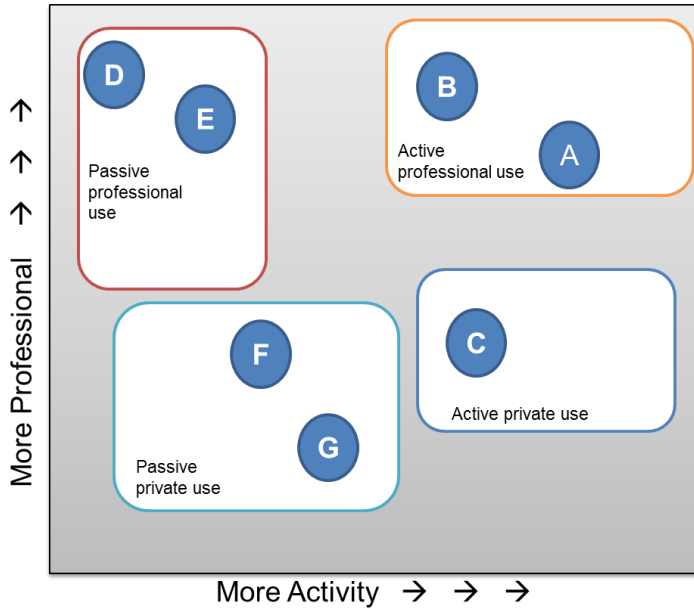 D
E
Passive
professional
use
B
A
Active
professional use
F
G
Passive
private use
C
Active private use
More Professional → → →
More Activity → → →